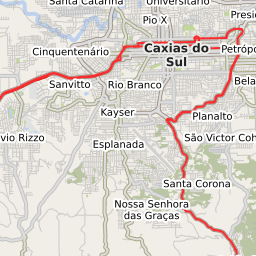 Santa Catarina
Universitário
Pio X
Presi
Cinquentenário
Caxias do
Sul
Petróp
Sanvitto
Rio Branco
Bela
Kayser
Planalto
vio Rizzo
São Victor Coh
Esplanada
Santa Corona
Nossa Senhora
das Graças